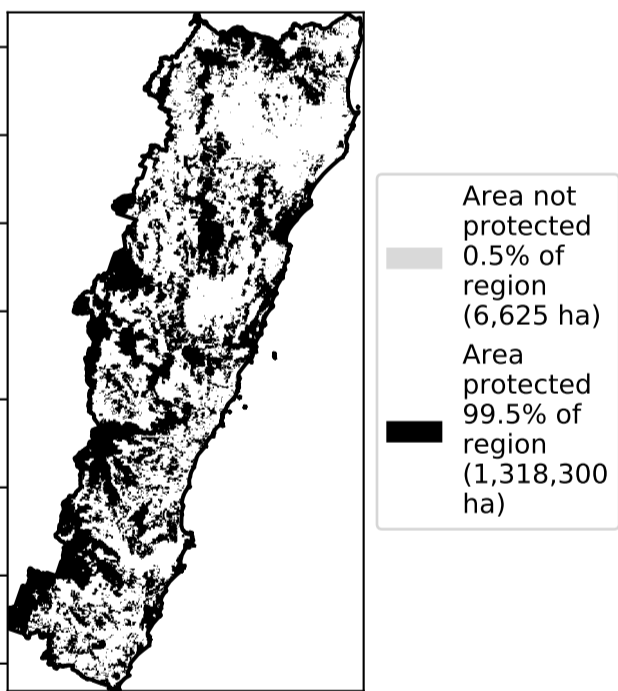 Area not
protected
0.5% of
region
(6,625 ha)
Area
protected
99.5% of
region
(1,318,300
ha)